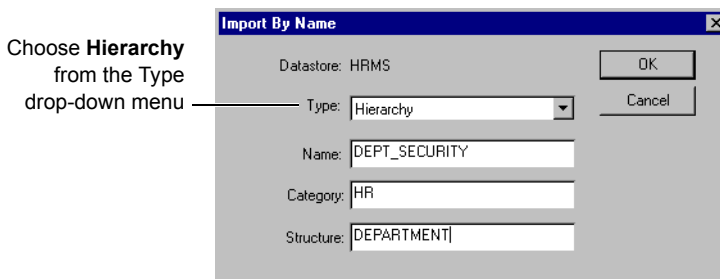 Import By Name
Choose Hierarchy
from the Type
drop-down menu
Datastore: HRMS
OK
Type: Hierarchy
Cancel
Name: DEPT_SECURITY
Category: HR
Structure: DEPARTMENT